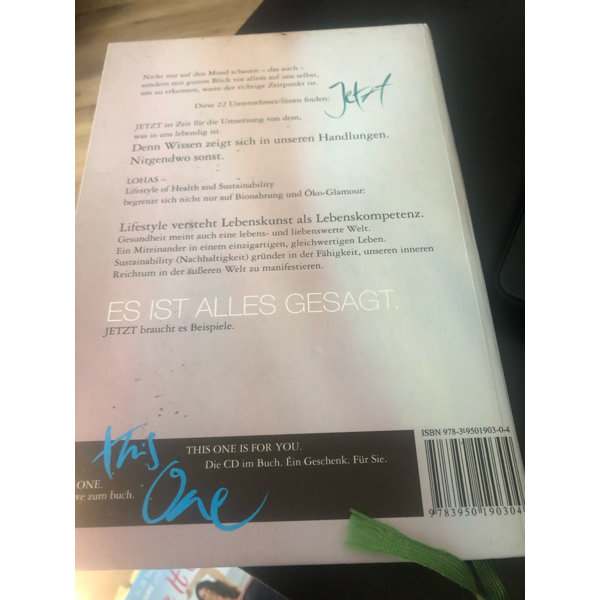 Nicht nur auf den Mund schauen – das auch –
sondern mit gutem Blick vor allem auf uns selbst,
um zu erkennen, wann der richtige Zeitpunkt ist.
Diese 22 Unternehmer/Innen finden:
Jetzt
JETZT ist Zeit für die Umsetzung von dem,
was in uns lebendig ist.
Denn Wissen zeigt sich in unseren Handlungen.
Nirgendwo sonst.
LOHAS –
Lifestyle of Health and Sustainability
begrenzt sich nicht nur auf Bionahrung und Öko-Glamour:
Lifestyle versteht Lebenskunst als Lebenskompetenz.
Gesundheit meint auch eine lebens- und liebenswerte Welt.
Ein Miteinander in einem einzigartigen, gleichwertigen Leben.
Sustainability (Nachhaltigkeit) gründet in der Fähigkeit, unseren inneren
Reichtum in der äußeren Welt zu manifestieren.
ES IST ALLES GESAGT.
JETZT braucht es Beispiele.
this
One
THIS ONE IS FOR YOU.
Die CD im Buch. Ein Geschenk. Für Sie.
ONE.
zum buch.
ISBN 978-3-9501903-0-4
9 783950 190304